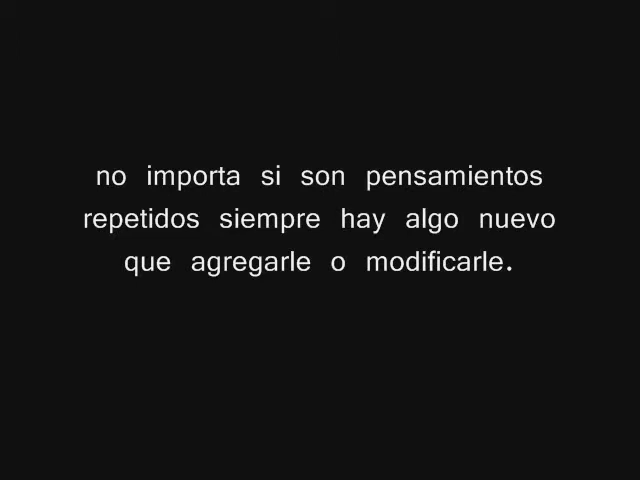 no importa si son pensamientos
repetidos siempre hay algo nuevo
que agregarle o modificarle.